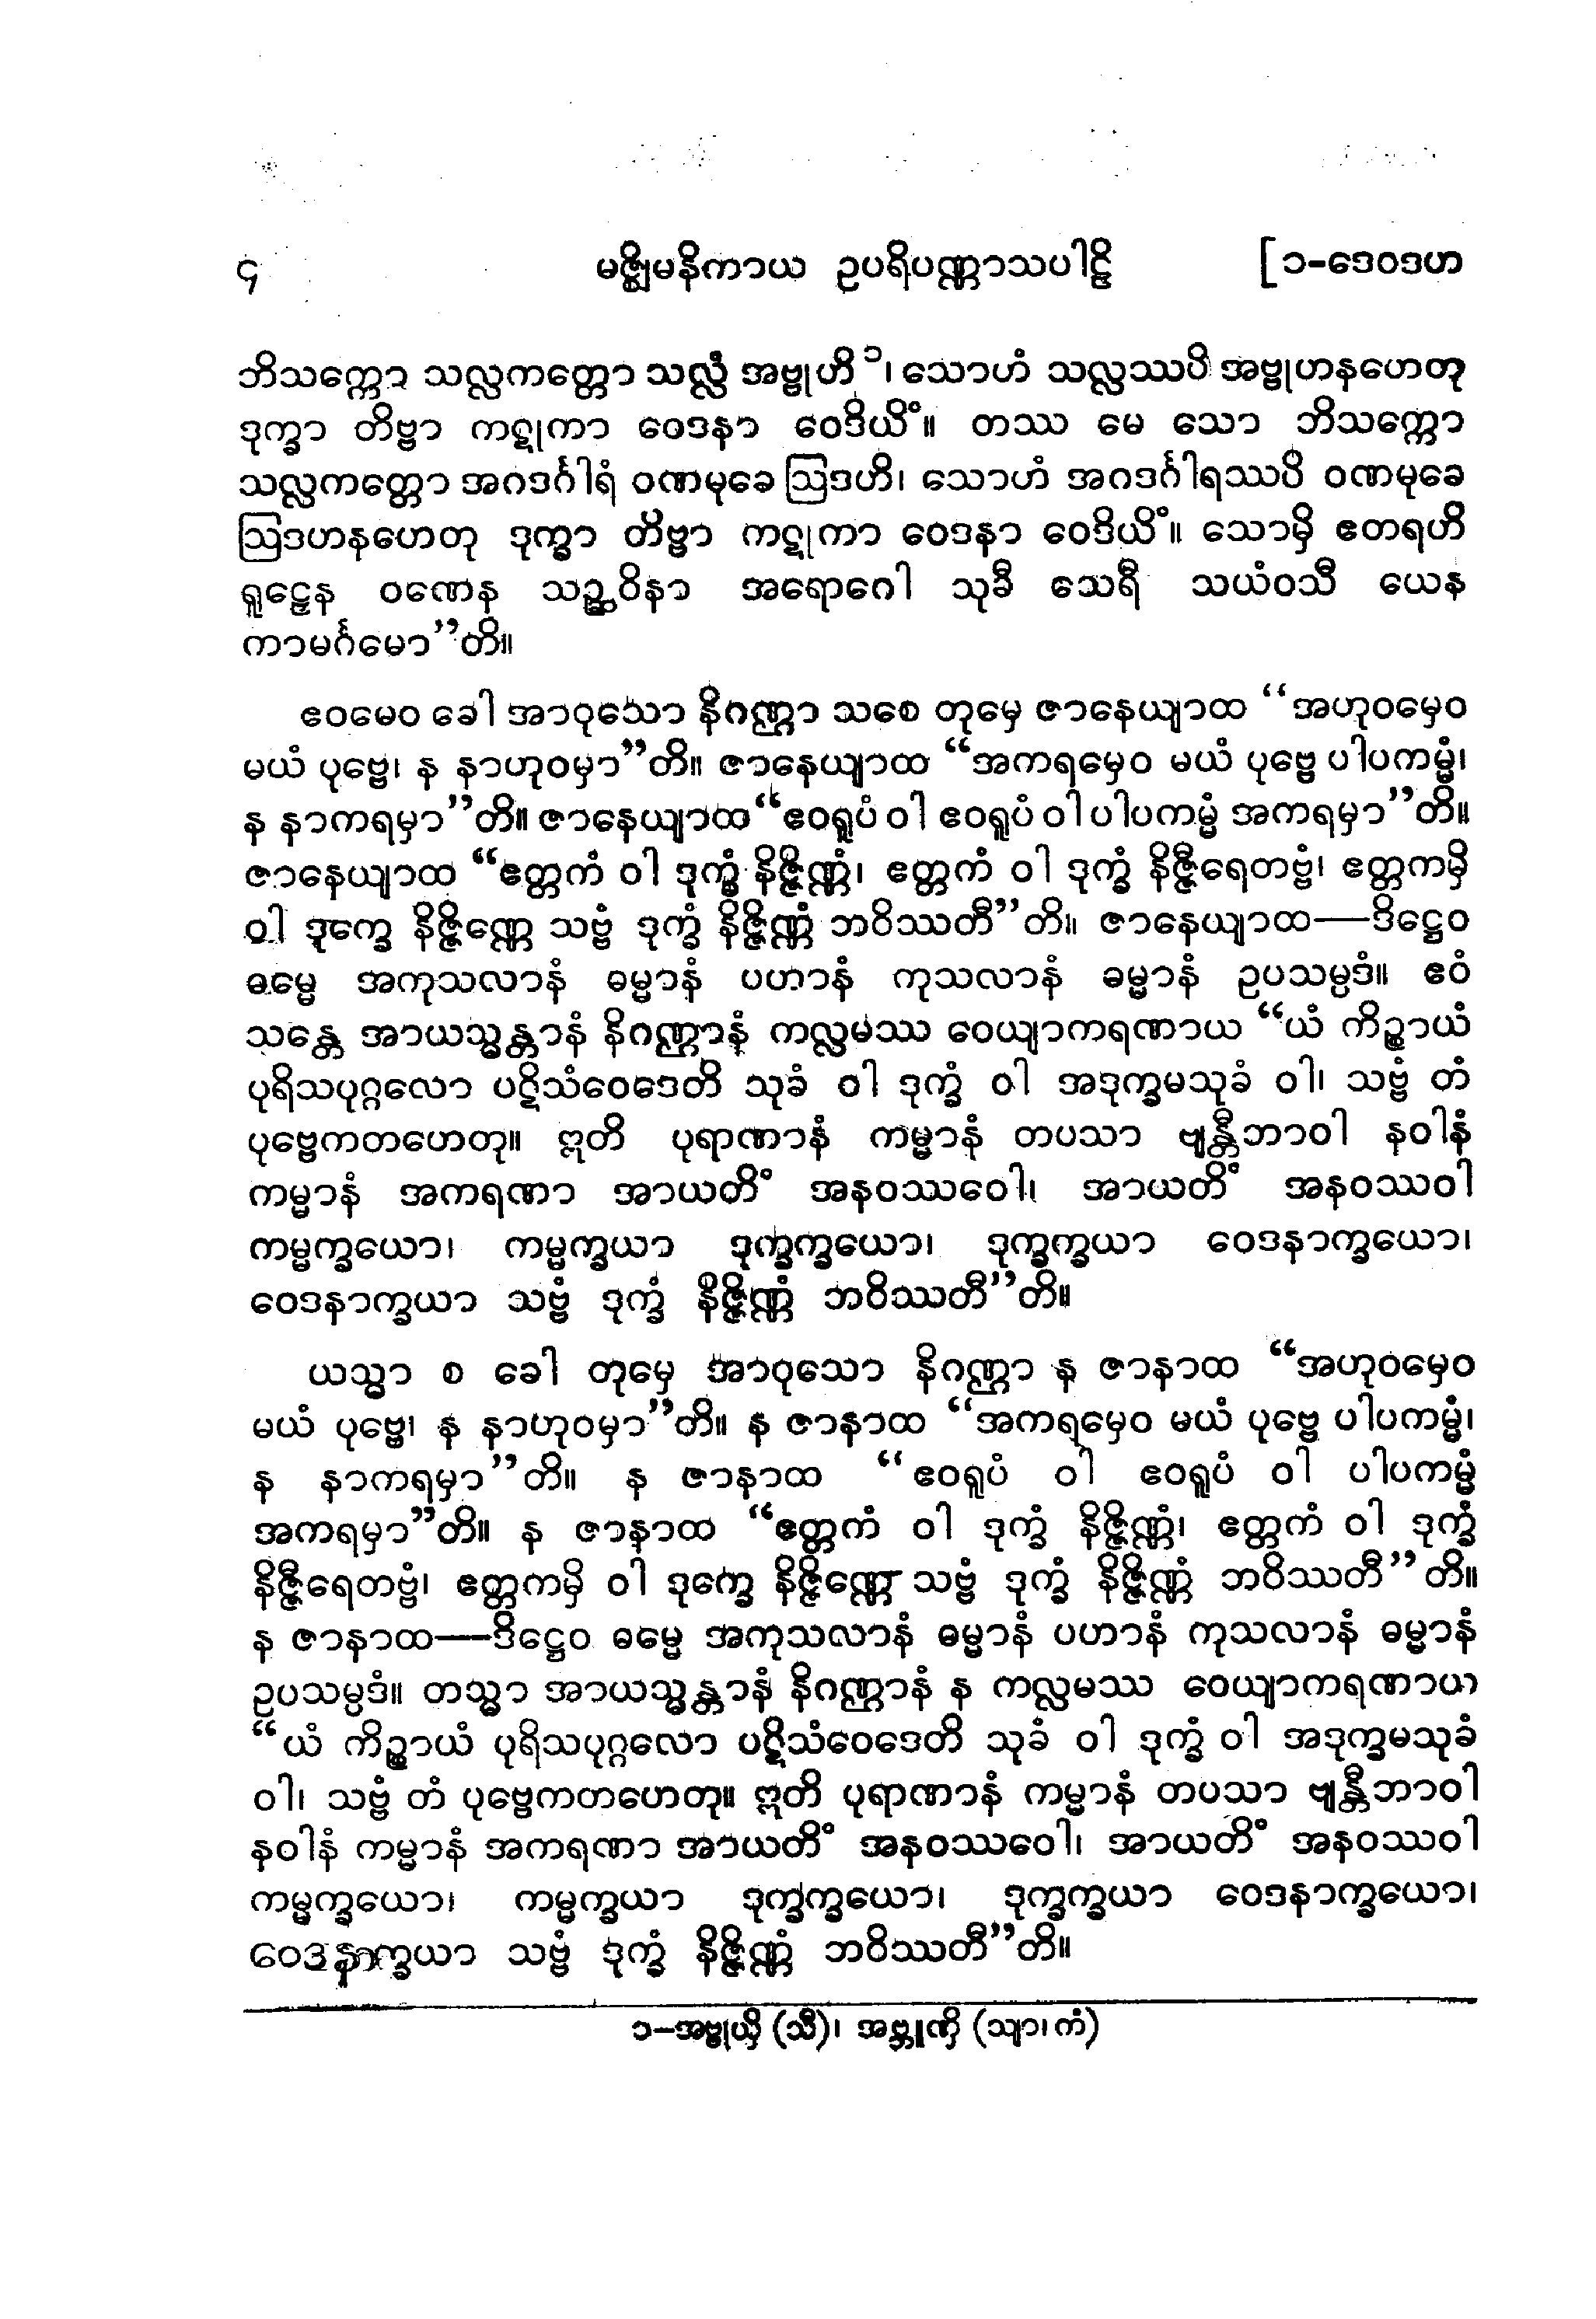 ၄ မဇ္ဈိမနိကာယ ဥပရိပဏ္ဏာသပါဠိ [၁-ဒေဝဒဟ
ဘိသက္ကော သလ္လကတ္တော သလ္လံ အဗ္ဗုဟိ ၁၊ သောဟံ သလ္လဿပိ အဗ္ဗုဟနဟေတု
ဒုက္ခာ တိဗ္ဗာ ကဋုကာ ဝေဒနာ ဝေဒိယိံ။ တဿ မေ သော ဘိသက္ကော
သလ္လကတ္တော အဂဒင်္ဂါရံ ဝဏမုခေ ဩဒဟိ၊ သောဟံ အဂဒင်္ဂါရဿပိ ဝဏမုခေ
ဩဒဟနဟေတု ဒုက္ခာ တိဗ္ဗာ ကဋုကာ ဝေဒနာ ဝေဒိယိံ။ သောမှိ ဧတရဟိ
ရူဠှေန ဝဏေန သဉ္ဆဝိနာ အရောဂေါ သုခီ သေရီ သယံဝသီ ယေန
ကာမင်္ဂမော”တိ။
ဧဝမေဝ ခေါ အာဝုသော နိဂဏ္ဌာ သစေ တုမှေ ဇာနေယျာထ “အဟုဝမှေဝ
မယံ ပုဗ္ဗေ၊ န နာဟုဝမှာ”တိ။ ဇာနေယျာထ “အကရမှေဝ မယံ ပုဗ္ဗေ ပါပကမ္မံ၊
န နာကရမှာ”တိ။ ဇာနေယျာထ“ဧဝရူပံ ဝါ ဧဝရူပံ ဝါ ပါပကမ္မံ အကရမှာ”တိ။
ဇာနေယျာထ “ဧတ္တကံ ဝါ ဒုက္ခံ နိဇ္ဇိဏ္ဏံ၊ ဧတ္တကံ ဝါ ဒုက္ခံ နိဇ္ဇီရေတဗ္ဗံ၊ ဧတ္တကမှိ
ဝါ ဒုက္ခေ နိဇ္ဇိဏ္ဏေ သဗ္ဗံ ဒုက္ခံ နိဇ္ဇိဏ္ဏံ ဘဝိဿတီ”တိ။ ဇာနေယျာထ—ဒိဋ္ဌေဝ
ဓမ္မေ အကုသလာနံ ဓမ္မာနံ ပဟာနံ ကုသလာနံ ဓမ္မာနံ ဥပသမ္ပဒံ။ ဧဝံ
သန္တေ အာယသ္မန္တာနံ နိဂဏ္ဌာနံ ကလ္လမဿ ဝေယျာကရဏာယ “ယံ ကိဉ္စာယံ
ပုရိသပုဂ္ဂလော ပဋိသံဝေဒေတိ သုခံ ဝါ ဒုက္ခံ ဝါ အဒုက္ခမသုခံ ဝါ၊ သဗ္ဗံ တံ
ပုဗ္ဗေကတဟေတု။ ဣတိ ပုရာဏာနံ ကမ္မာနံ တပသာ ဗျန္တီဘာဝါ နဝါနံ
ကမ္မာနံ အကရဏာ အာယတိံ အနဝဿဝေါ၊ အာယတိံ အနဝဿဝါ
ကမ္မက္ခယော၊ ကမ္မက္ခယာ ဒုက္ခက္ခယော၊ ဒုက္ခက္ခယာ ဝေဒနာက္ခယော၊
ဝေဒနာက္ခယာ သဗ္ဗံ ဒုက္ခံ နိဇ္ဇိဏ္ဏံ ဘဝိဿတီ”တိ။
ယသ္မာ စ ခေါ တုမှေ အာဝုသော နိဂဏ္ဌာ န ဇာနာထ “အဟုဝမှေဝ
မယံ ပုဗ္ဗေ၊ န နာဟုဝမှာ”တိ။ န ဇာနာထ “အကရမှေဝ မယံ ပုဗ္ဗေ ပါပကမ္မံ၊
န နာကရမှာ”တိ။ န ဇာနာထ “ဧဝရူပံ ဝါ ဧဝရူပံ ဝါ ပါပကမ္မံ
အကရမှာ”တိ။ န ဇာနာထ “ဧတ္တကံ ဝါ ဒုက္ခံ နိဇ္ဇိဏ္ဏံ၊ ဧတ္တကံ ဝါ ဒုက္ခံ
နိဇ္ဇီရေတဗ္ဗံ၊ ဧတ္တကမှိ ဝါ ဒုက္ခေ နိဇ္ဇိဏ္ဏေ သဗ္ဗံ ဒုက္ခံ နိဇ္ဇိဏ္ဏံ ဘဝိဿတီ”တိ။
န ဇာနာထ—ဒိဋ္ဌေဝ ဓမ္မေ အကုသလာနံ ဓမ္မာနံ ပဟာနံ ကုသလာနံ ဓမ္မာနံ
ဥပသမ္ပဒံ။ တသ္မာ အာယသ္မန္တာနံ နိဂဏ္ဌာနံ န ကလ္လမဿ ဝေယျာကရဏာယ
“ယံ ကိဉ္စာယံ ပုရိသပုဂ္ဂလော ပဋိသံဝေဒေတိ သုခံ ဝါ ဒုက္ခံ ဝါ အဒုက္ခမသုခံ
ဝါ၊ သဗ္ဗံ တံ ပုဗ္ဗေကတဟေတု။ ဣတိ ပုရာဏာနံ ကမ္မာနံ တပသာ ဗျန္တီဘာဝါ
နဝါနံ ကမ္မာနံ အကရဏာ အာယတိံ အနဝဿဝေါ၊ အာယတိံ အနဝဿဝါ
ကမ္မက္ခယော၊ ကမ္မက္ခယာ ဒုက္ခက္ခယော၊ ဒုက္ခက္ခယာ ဝေဒနာက္ခယော၊
ဝေဒနာက္ခယာ သဗ္ဗံ ဒုက္ခံ နိဇ္ဇိဏ္ဏံ ဘဝိဿတီ”တိ။
၁−အဗ္ဗုယှိ (သီ)၊ အဗ္ဘုဏှိ (သျာ၊ ကံ)